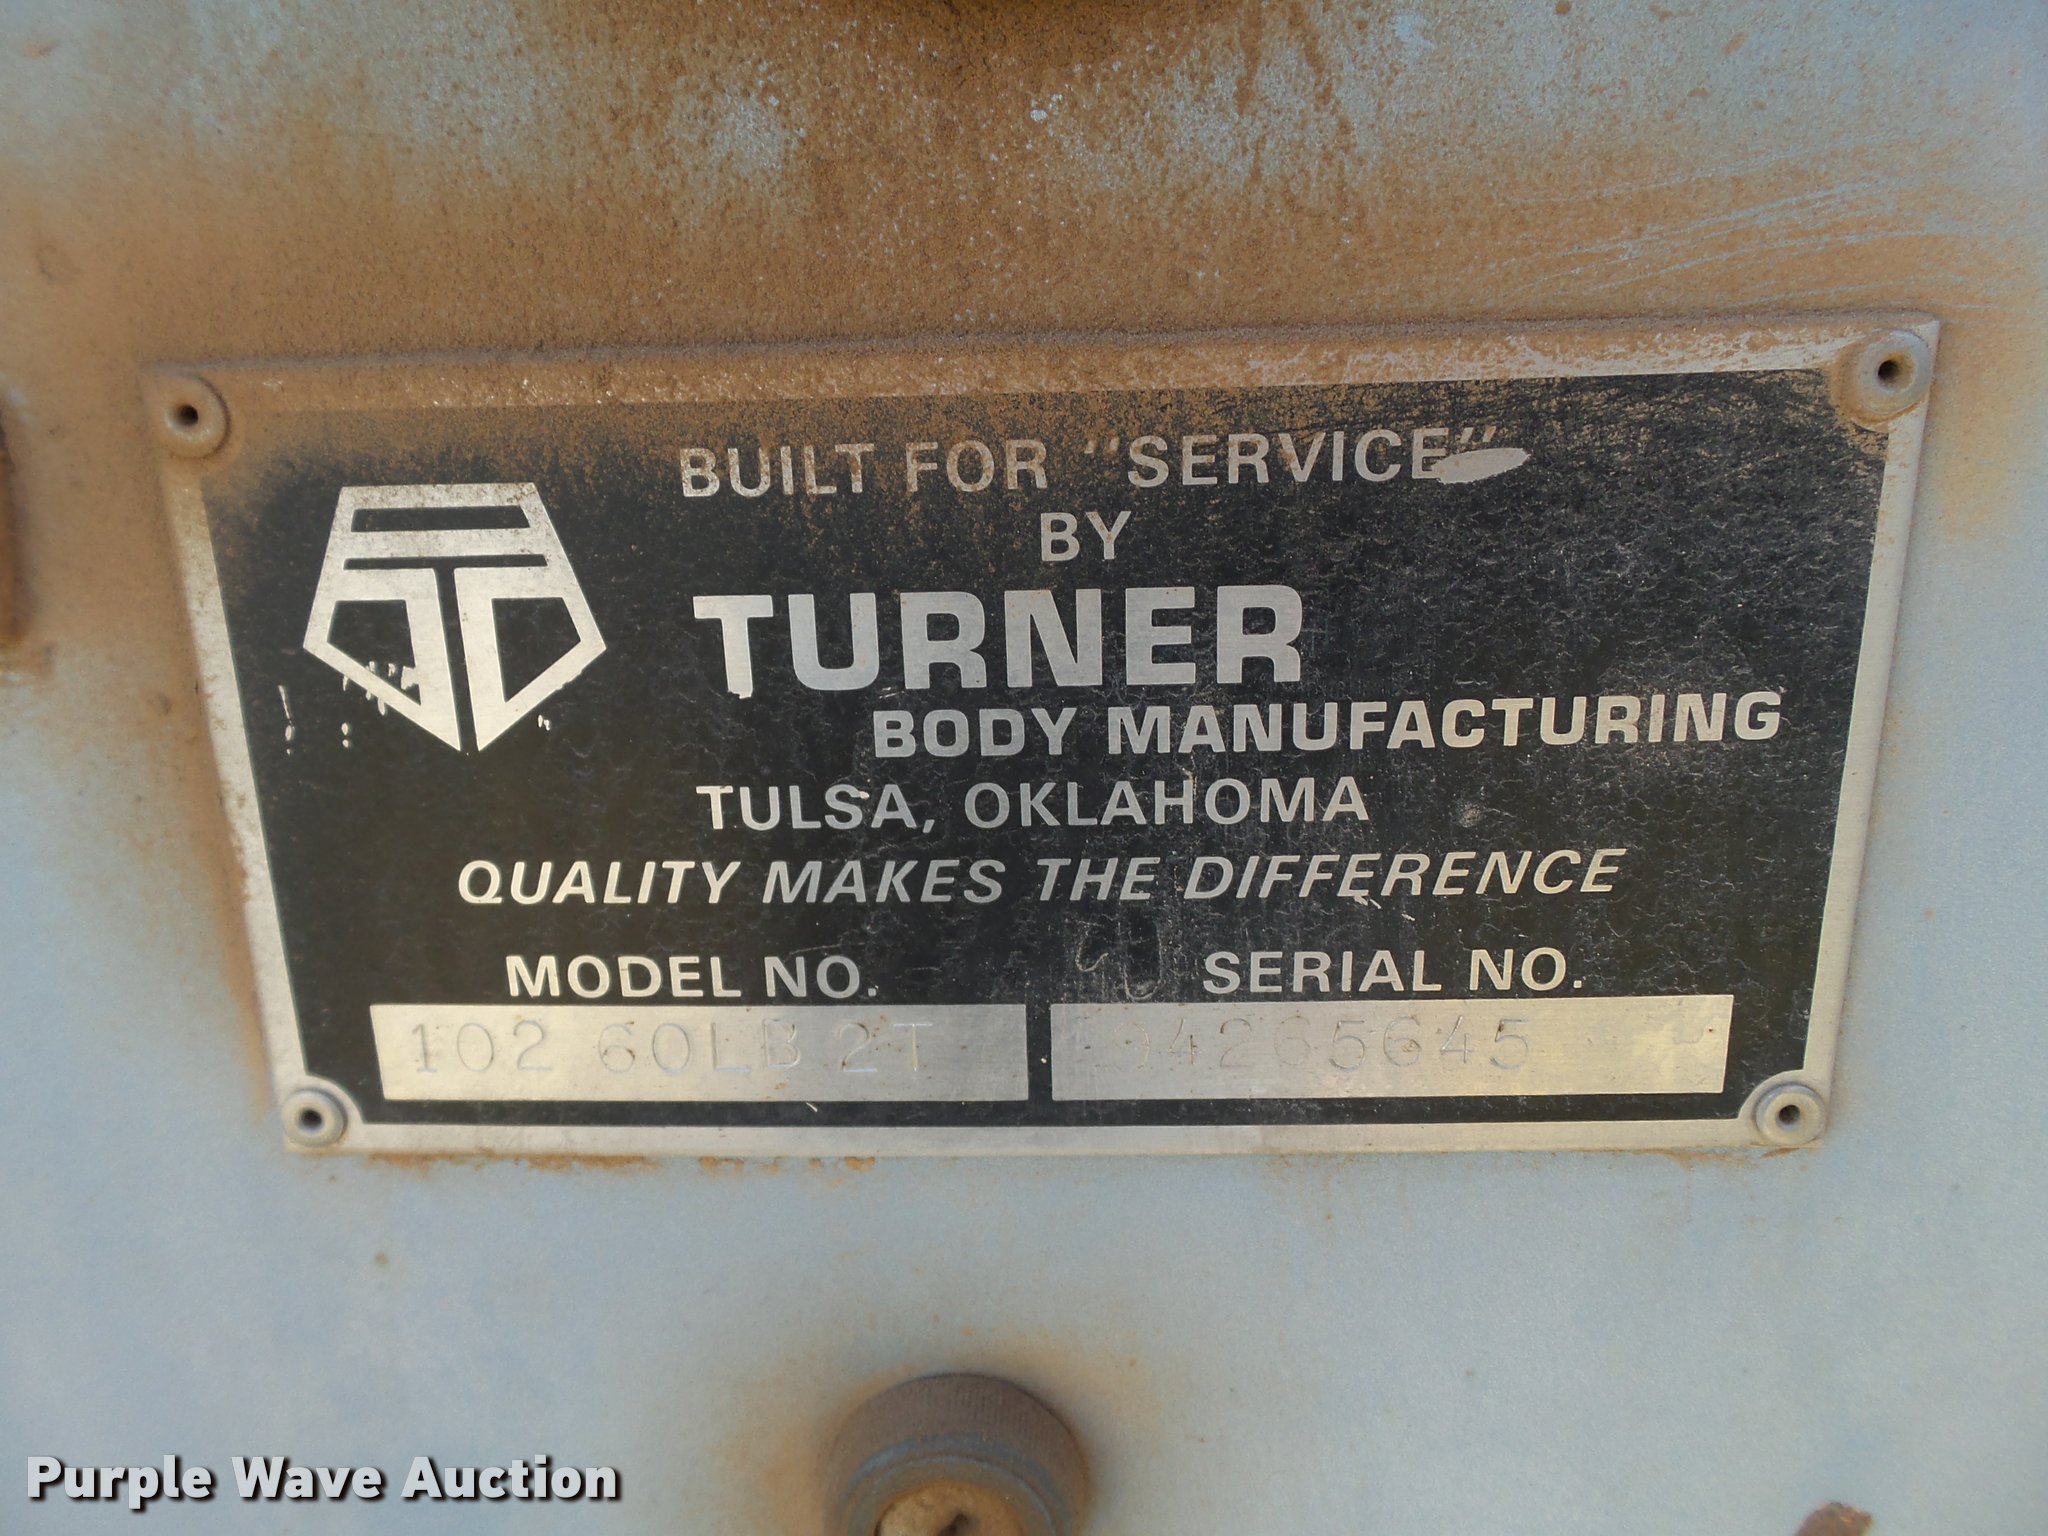 BUILT FOR "SERVICE"
BY
TURNER
BODY MANUFACTURING
TULSA, OKLAHOMA
QUALITY MAKES THE DIFFERENCE
MODEL NO. SERIAL NO.
102 60LB 2T 94265645
Purple Wave Auction